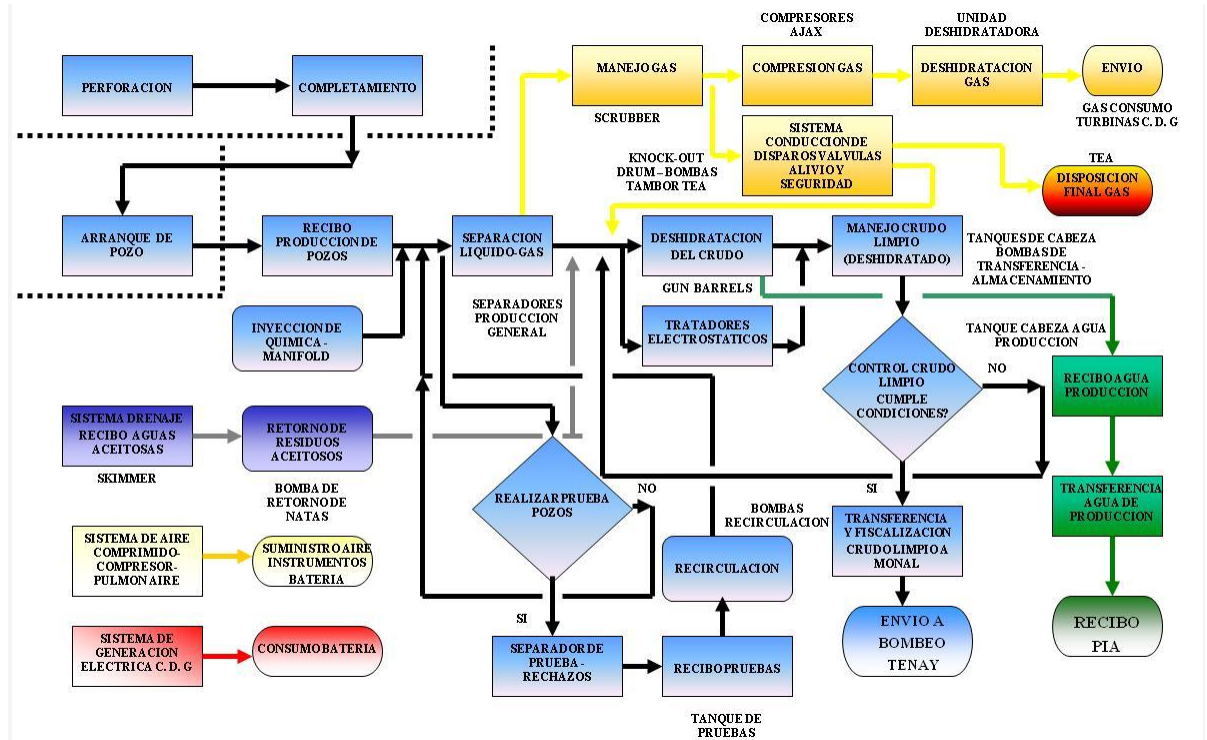 COMPRESORES
AJAX
UNIDAD
DESHIDRATADORA
PERFORACION
COMPLETAMIENTO
MANEJO GAS
COMPRESION GAS
DESHIDRATACION
GAS
ENVIO
SCRUBBER
GAS CONSUMO
TURBINAS C. D. G
SISTEMA
CONDUCCION DE
DISPAROS VALVULAS
ALIVIO Y
SEGURIDAD
KNOCK-OUT
DRUM – BOMBAS
TAMBOR TEA
TEA
DISPOSICION
FINAL GAS
ARRANQUE DE
POZO
RECIBO
PRODUCCION DE
POZOS
SEPARACION
LIQUIDO-GAS
DESHIDRATACION
DEL CRUDO
MANEJO CRUDO
LIMPIO
(DESHIDRATADO)
TANQUES DE CABEZA
BOMBAS DE
TRANSFERENCIA -
ALMACENAMIENTO
GUN BARRELS
SEPARADORES
PRODUCCION
GENERAL
INYECCION DE
QUIMICA -
MANIFOLD
TRATADORES
ELECTROSTATICOS
TANQUE CABEZA AGUA
PRODUCCION
CONTROL CRUDO
LIMPIO
CUMPLE
CONDICIONES?
NO
RECIBO AGUA
PRODUCCION
SISTEMA DRENAJE
RECIBO AGUAS
ACEITOSAS
RETORNO DE
RESIDUOS
ACEITOSOS
SKIMMER
BOMBA DE
RETORNO DE
NATAS
REALIZAR PRUEBA
POZOS
NO
SI
BOMBAS
RECIRCULACION
TRANSFERENCIA
Y FISCALIZACION
CRUDO LIMPIO A
MONAL
TRANSFERENCIA
AGUA DE
PRODUCCION
SISTEMA DE AIRE
COMPRIMIDO-
COMPRESOR-
PULMON AIRE
SUMINISTRO AIRE
INSTRUMENTOS
BATERIA
RECIRCULACION
SI
SISTEMA DE
GENERACION
ELECTRICA C. D. G
CONSUMO BATERIA
SEPARADOR DE
PRUEBA -
RECHAZOS
RECIBO PRUEBAS
ENVIO A
BOMBEO
TENAY
RECIBO
PIA
TANQUE DE
PRUEBAS